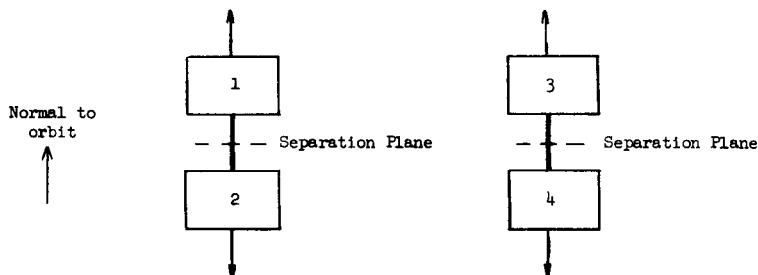 1
3
Normal to
orbit
Separation Plane
Separation Plane
2
4